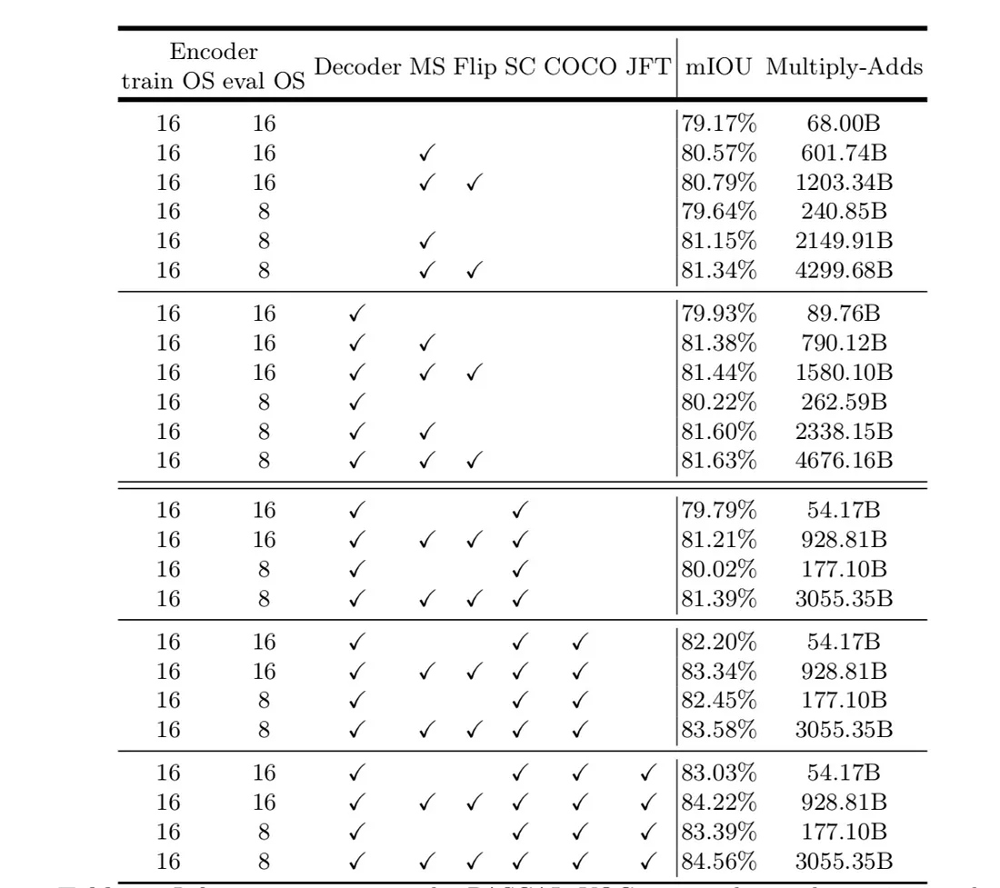 Encoder
train OS eval OS Decoder MS Flip SC COCO JFT mIOU Multiply-Adds
16 16 79.17% 68.00B
16 16 ✓ 80.57% 601.74B
16 16 ✓ ✓ 80.79% 1203.34B
16 8 79.64% 240.85B
16 8 ✓ 81.15% 2149.91B
16 8 ✓ ✓ 81.34% 4299.68B
16 16 ✓ 79.93% 89.76B
16 16 ✓ ✓ 81.38% 790.12B
16 16 ✓ ✓ ✓ 81.44% 1580.10B
16 8 ✓ 80.22% 262.59B
16 8 ✓ ✓ 81.60% 2338.15B
16 8 ✓ ✓ ✓ 81.63% 4676.16B
16 16 ✓ ✓ 79.79% 54.17B
16 16 ✓ ✓ ✓ ✓ 81.21% 928.81B
16 8 ✓ ✓ 80.02% 177.10B
16 8 ✓ ✓ ✓ ✓ 81.39% 3055.35B
16 16 ✓ ✓ ✓ 82.20% 54.17B
16 16 ✓ ✓ ✓ ✓ ✓ 83.34% 928.81B
16 8 ✓ ✓ ✓ 82.45% 177.10B
16 8 ✓ ✓ ✓ ✓ ✓ 83.58% 3055.35B
16 16 ✓ ✓ ✓ ✓ 83.03% 54.17B
16 16 ✓ ✓ ✓ ✓ ✓ ✓ 84.22% 928.81B
16 8 ✓ ✓ ✓ ✓ 83.39% 177.10B
16 8 ✓ ✓ ✓ ✓ ✓ ✓ 84.56% 3055.35B